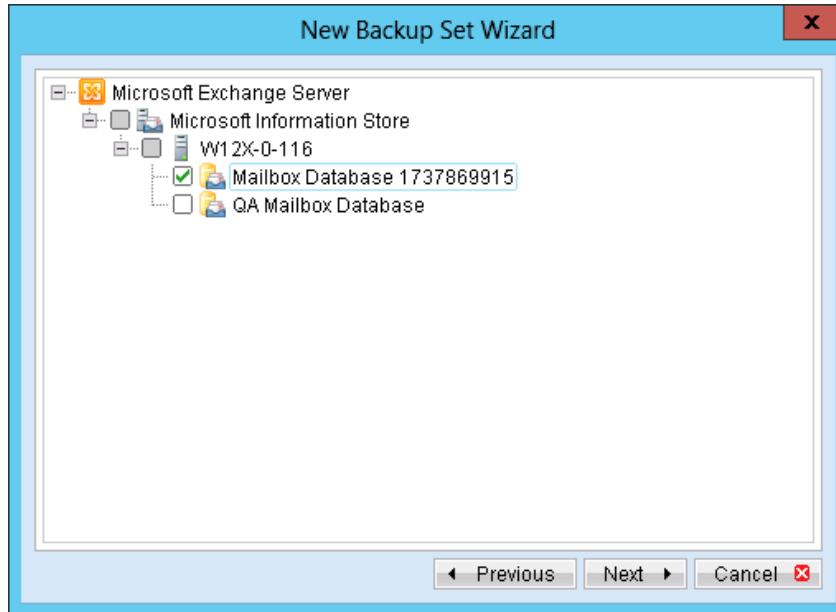 New Backup Set Wizard
x
Microsoft Exchange Server
Microsoft Information Store
W12X-0-116
Mailbox Database 1737869915
QA Mailbox Database
Previous Next Cancel